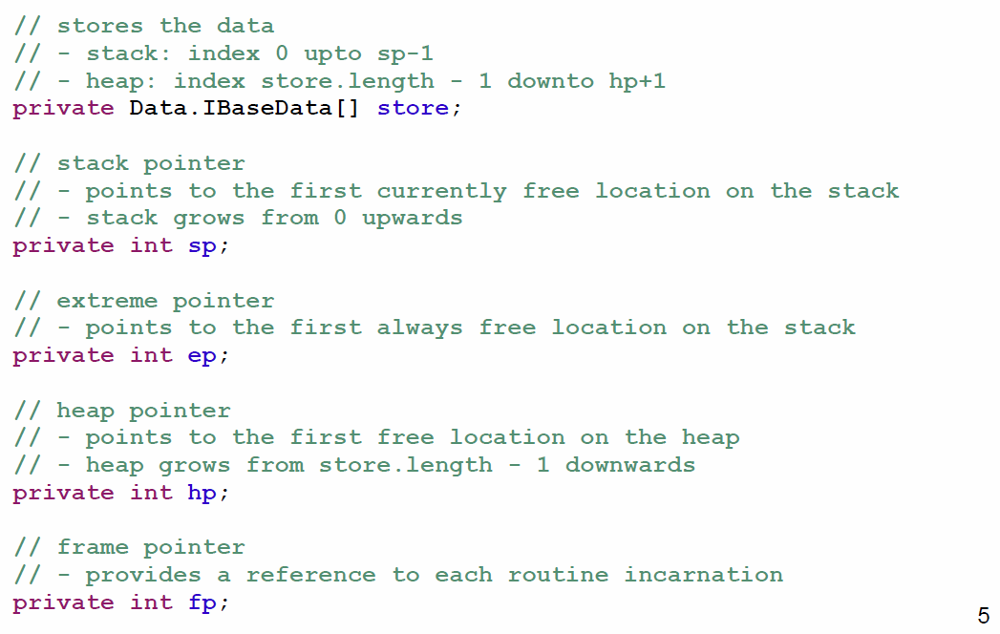 // stores the data
// - stack: index 0 upto sp-1
// - heap: index store.length - 1 downto hp+1
private Data.IBaseData[] store;
// stack pointer
// - points to the first currently free location on the stack
// - stack grows from 0 upwards
private int sp;
// extreme pointer
// - points to the first always free location on the stack
private int ep;
// heap pointer
// - points to the first free location on the heap
// - heap grows from store.length - 1 downwards
private int hp;
// frame pointer
// - provides a reference to each routine incarnation
private int fp;
5